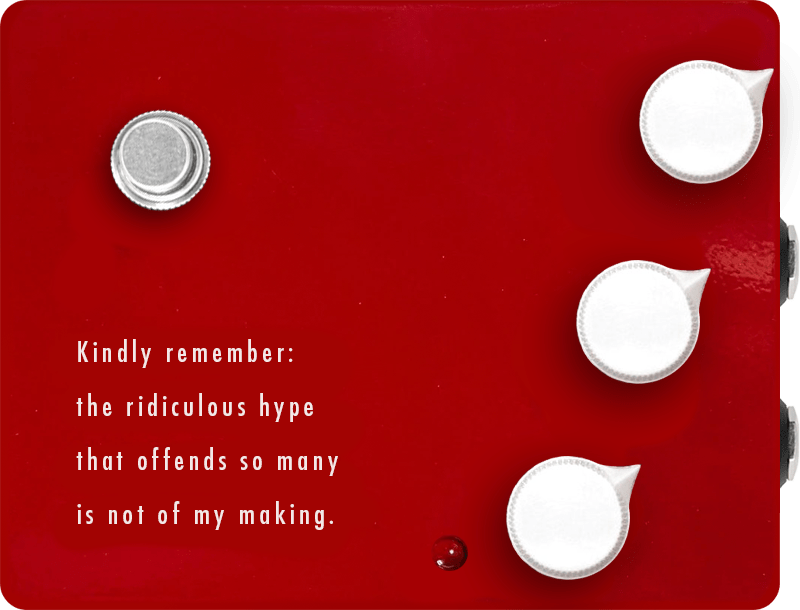 Kindly remember:
the ridiculous hype
that offends so many
is not of my making.